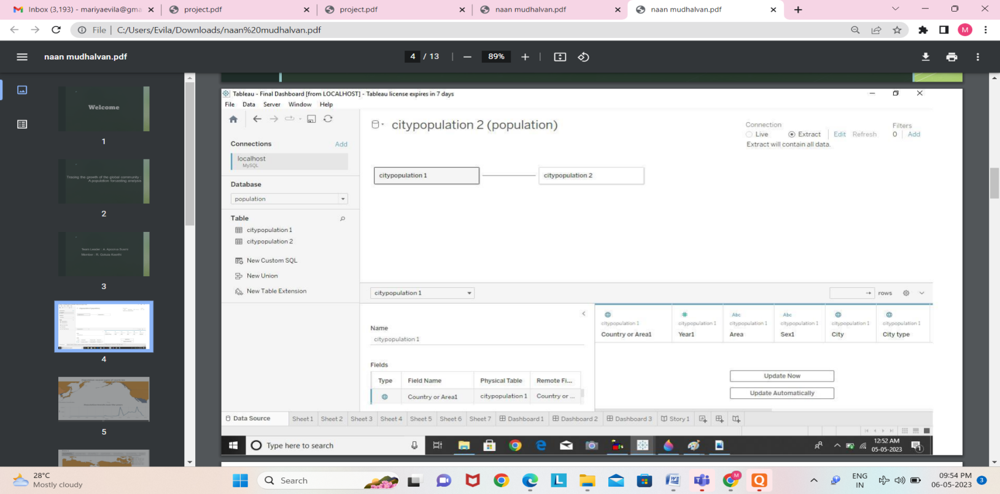 Inbox (3,193) - mariyaevila@gma
project.pdf
project.pdf
naan mudhalvan.pdf
naan mudhalvan.pdf
File | C:/Users/Evila/Downloads/naan%20mudhalvan.pdf
M
naan mudhalvan.pdf
4 / 13
89%
Welcome
1
Tracing the growth of the global community :
2
3
4
5
Tableau - Final Dashboard [from LOCALHOST] - Tableau license expires in 7 days
File Data Server Window Help
Connections Add
localhost
MySQL
Database
population
Table
citypopulation 1
citypopulation 2
New Custom SQL
New Union
New Table Extension
citypopulation 2 (population)
Connection
Live Extract Edit Refresh
Extract will contain all data.
Filters
0 Add
citypopulation 1
citypopulation 2
citypopulation 1
rows
Name
citypopulation 1
Fields
Type Field Name Physical Table Remote Fi...
Country or Area1 citypopulation 1 Country or ...
# Abc Abc
citypopulation 1 citypopulation 1 citypopulation 1 citypopulation 1 citypopulation 1 citypopulation 1
Country or Area1 Year1 Area Sex1 City City type
Update Now
Update Automatically
Data Source Sheet 1 Sheet 2 Sheet 3 Sheet 4 Sheet 5 Sheet 6 Sheet 7 Dashboard 1 Dashboard 2 Dashboard 3 Story 1
Type here to search
12:52 AM
05-05-2023
1
28°C
Mostly cloudy
Search
L
M
Q
ENG
IN
09:54 PM
06-05-2023
3